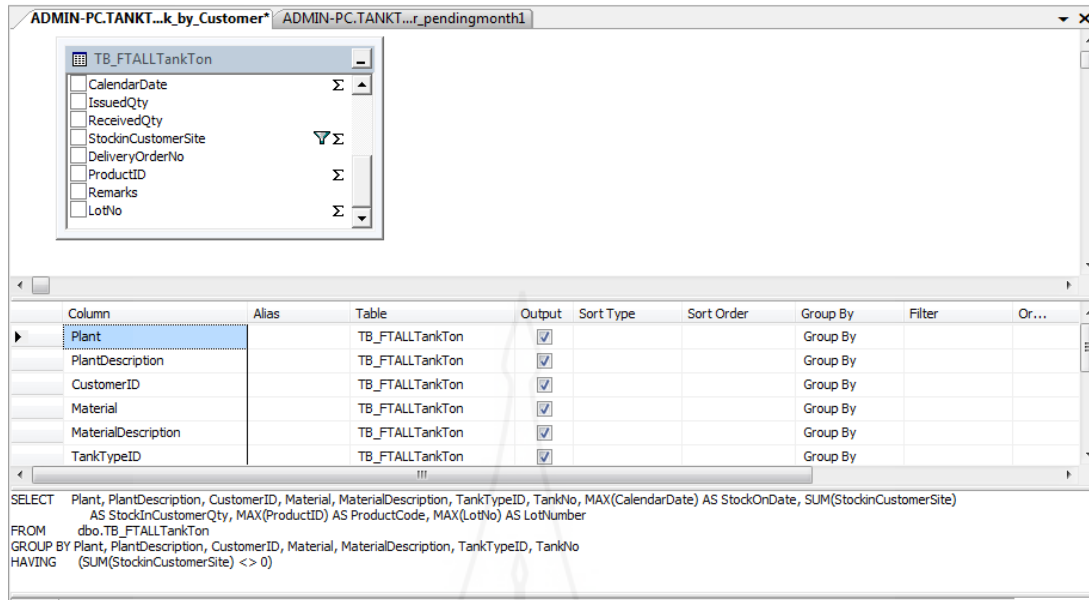 ADMIN-PC.TANKT...k_by_Customer* ADMIN-PC.TANKT...r_pendingmonth1
TB_FTALLTankTon
CalendarDate Σ
IssuedQty
ReceivedQty
StockinCustomerSite Σ
DeliveryOrderNo
ProductID Σ
Remarks
LotNo Σ
Column Alias Table Output Sort Type Sort Order Group By Filter Or...
Plant TB_FTALLTankTon Group By
PlantDescription TB_FTALLTankTon Group By
CustomerID TB_FTALLTankTon Group By
Material TB_FTALLTankTon Group By
MaterialDescription TB_FTALLTankTon Group By
TankTypeID TB_FTALLTankTon Group By
SELECT Plant, PlantDescription, CustomerID, Material, MaterialDescription, TankTypeID, TankNo, MAX(CalendarDate) AS StockOnDate, SUM(StockinCustomerSite)
AS StockInCustomerQty, MAX(ProductID) AS ProductCode, MAX(LotNo) AS LotNumber
FROM dbo.TB_FTALLTankTon
GROUP BY Plant, PlantDescription, CustomerID, Material, MaterialDescription, TankTypeID, TankNo
HAVING (SUM(StockinCustomerSite) <> 0)